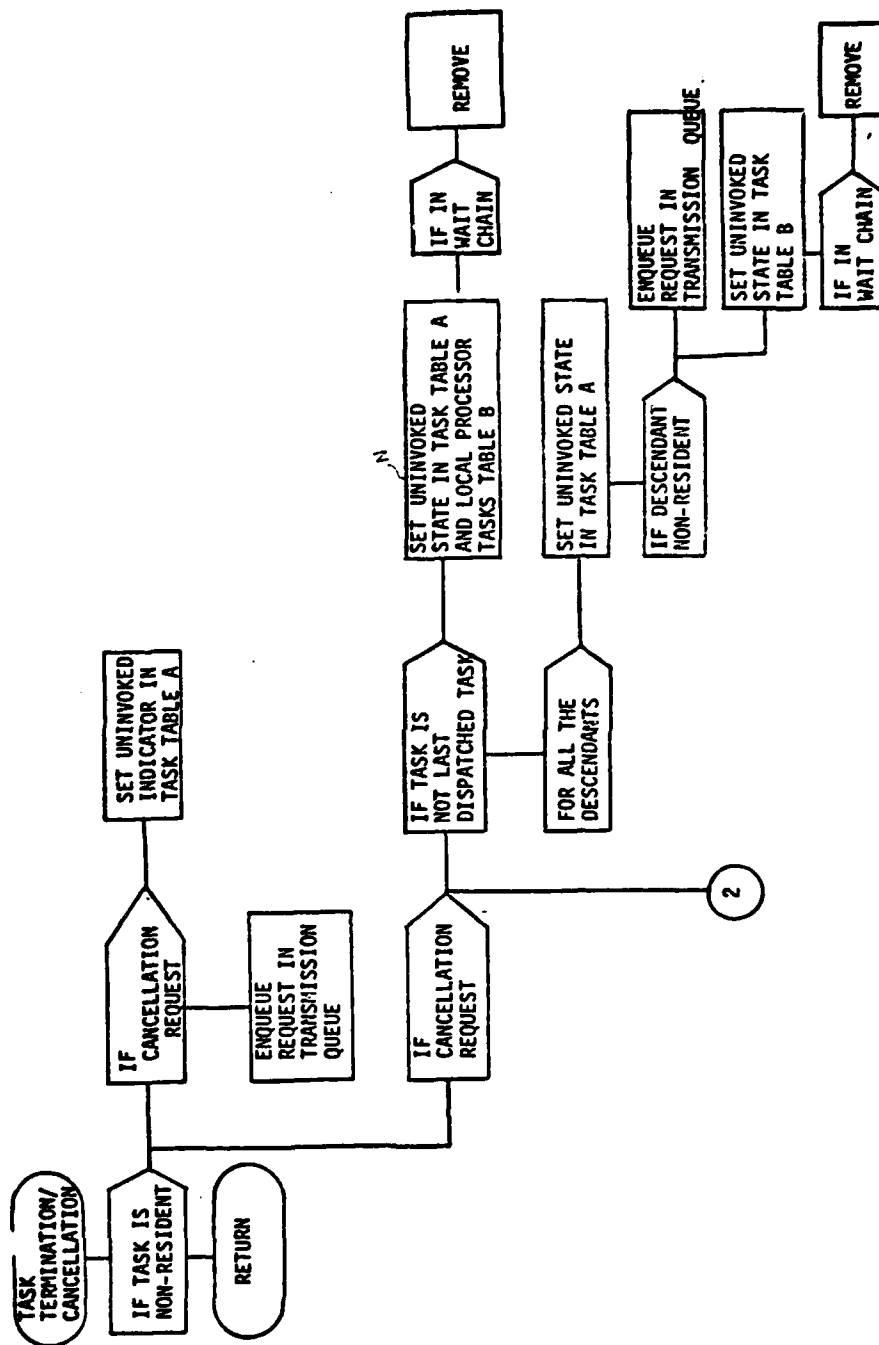 TASK
TERMINATION/
CANCELLATION
IF TASK IS
NON-RESIDENT
RETURN
IF
CANCELLATION
REQUEST
SET UNINVOKED
INDICATOR IN
TASK TABLE A
ENQUEUE
REQUEST IN
TRANSMISSION
QUEUE
IF
CANCELLATION
REQUEST
IF TASK IS
NOT LAST
DISPATCHED TASK
N
SET UNINVOKED
STATE IN TASK TABLE A
AND LOCAL PROCESSOR
TASKS TABLE B
IF IN
WAIT
CHAIN
REMOVE
FOR ALL THE
DESCENDANTS
SET UNINVOKED STATE
IN TASK TABLE A
IF DESCENDANT
NON-RESIDENT
ENQUEUE
REQUEST IN
TRANSMISSION QUEUE
SET UNINVOKED
STATE IN TASK
TABLE B
IF IN
WAIT CHAIN
REMOVE
2